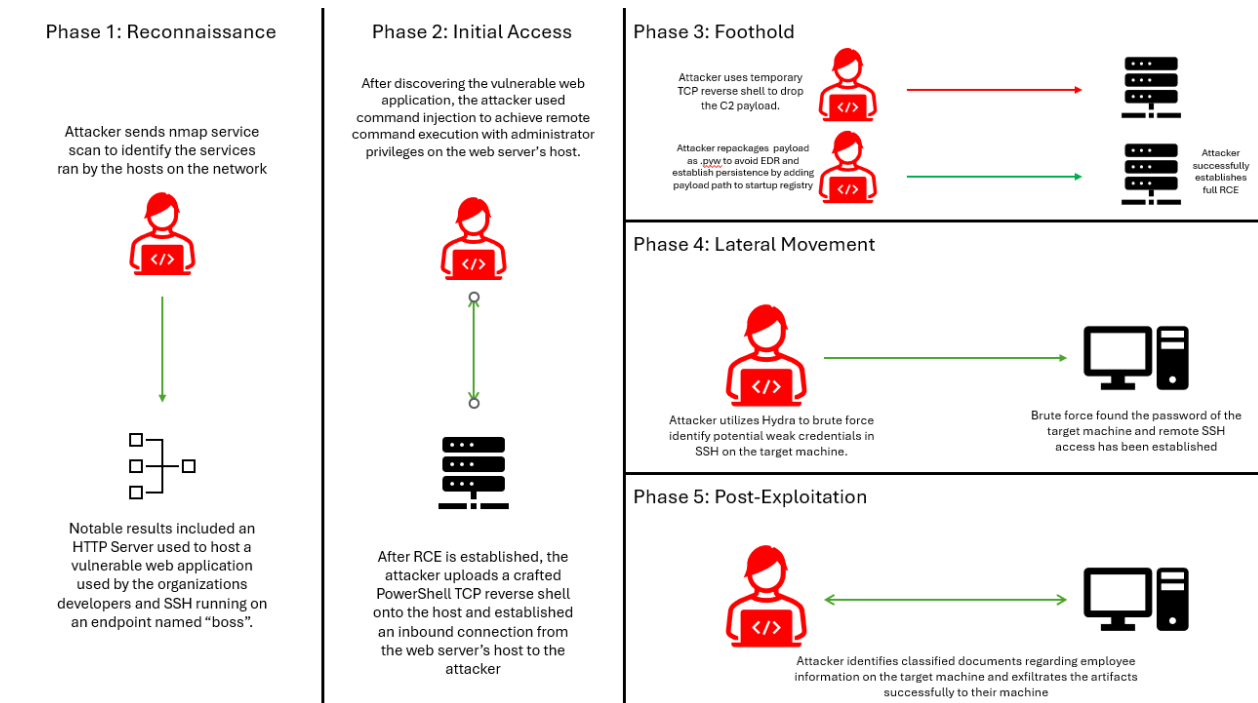 Phase 1: Reconnaissance
Attacker sends nmap service
scan to identify the services
ran by the hosts on the network
</>
Notable results included an
HTTP Server used to host a
vulnerable web application
used by the organizations
developers and SSH running on
an endpoint named “boss”.
Phase 2: Initial Access
After discovering the vulnerable web
application, the attacker used
command injection to achieve remote
command execution with administrator
privileges on the web server’s host.
</>
After RCE is established, the
attacker uploads a crafted
PowerShell TCP reverse shell
onto the host and established
an inbound connection from
the web server’s host to the
attacker
Phase 3: Foothold
Attacker uses temporary
TCP reverse shell to drop
the C2 payload.
</>
Attacker repackages payload
as .pyw to avoid EDR and
establish persistence by adding
payload path to startup registry
</>
Attacker
successfully
establishes
full RCE
Phase 4: Lateral Movement
</>
Attacker utilizes Hydra to brute force
identify potential weak credentials in
SSH on the target machine.
Brute force found the password of the
target machine and remote SSH
access has been established
Phase 5: Post-Exploitation
</>
Attacker identifies classified documents regarding employee
information on the target machine and exfiltrates the artifacts
successfully to their machine